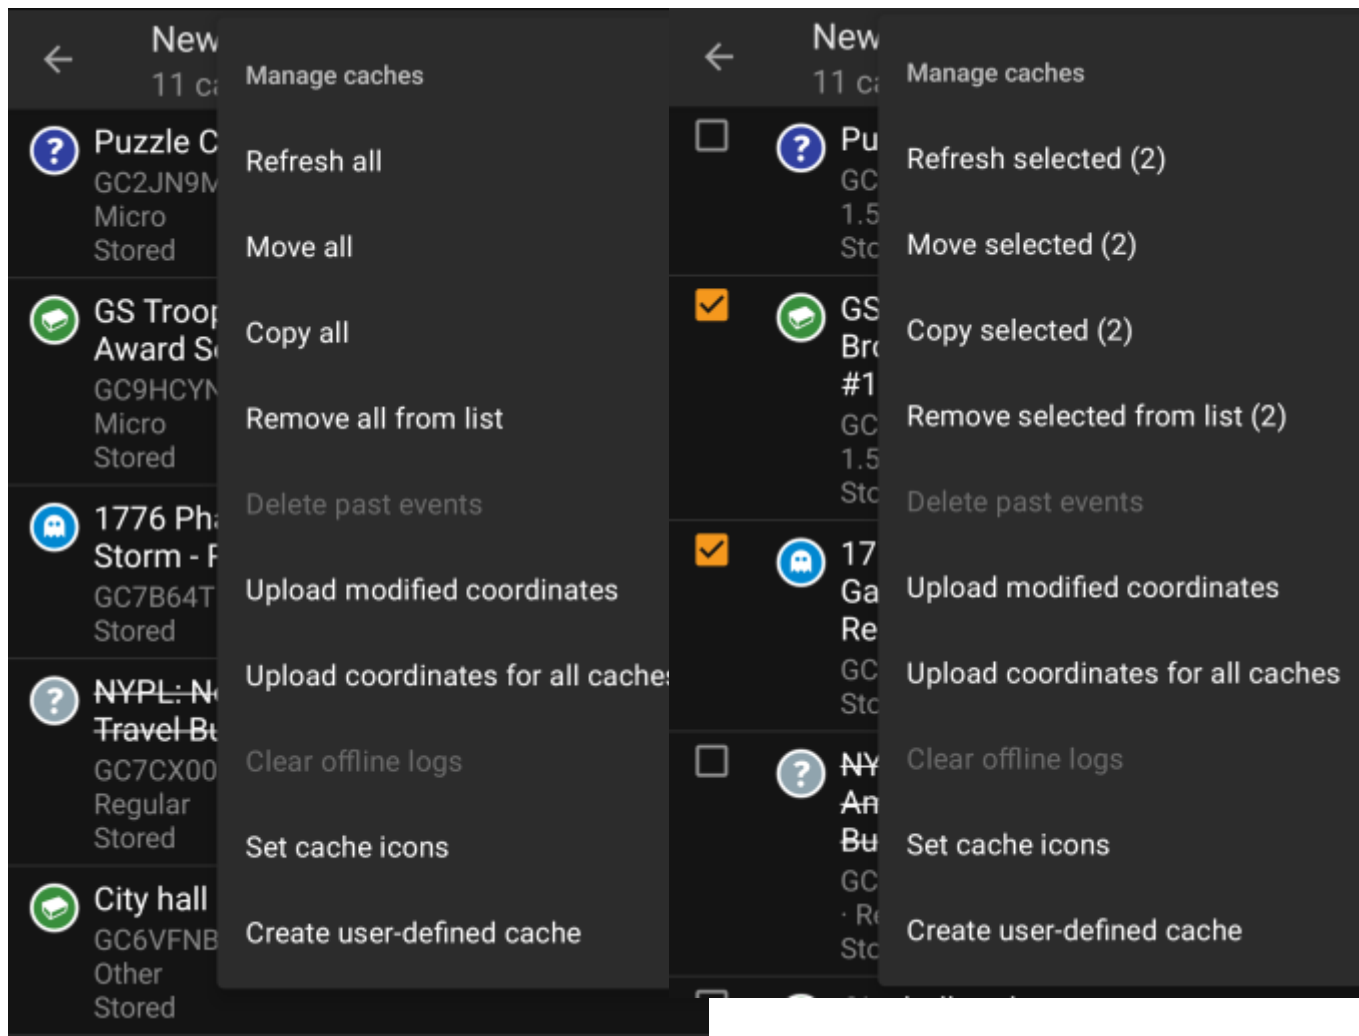 New
11 ca
Puzzle C
GC2JN9M
Micro
Stored
GS Troop
Award Se
GC9HCYN
Micro
Stored
1776 Pha
Storm - F
GC7B64T
Stored
NYPL: Ne
Travel Bu
GC7CX00
Regular
Stored
City hall
GC6VFNB
Other
Stored
Manage caches
Refresh all
Move all
Copy all
Remove all from list
Delete past events
Upload modified coordinates
Upload coordinates for all caches
Clear offline logs
Set cache icons
Create user-defined cache
New
11 ca
Pu
GC
1.5
Sto
GS
Bro
#1
GC
1.5
Sto
17
Ga
Re
GC
Sto
NY
Am
Bu
GC
· Re
Sto
Manage caches
Refresh selected (2)
Move selected (2)
Copy selected (2)
Remove selected from list (2)
Delete past events
Upload modified coordinates
Upload coordinates for all caches
Clear offline logs
Set cache icons
Create user-defined cache